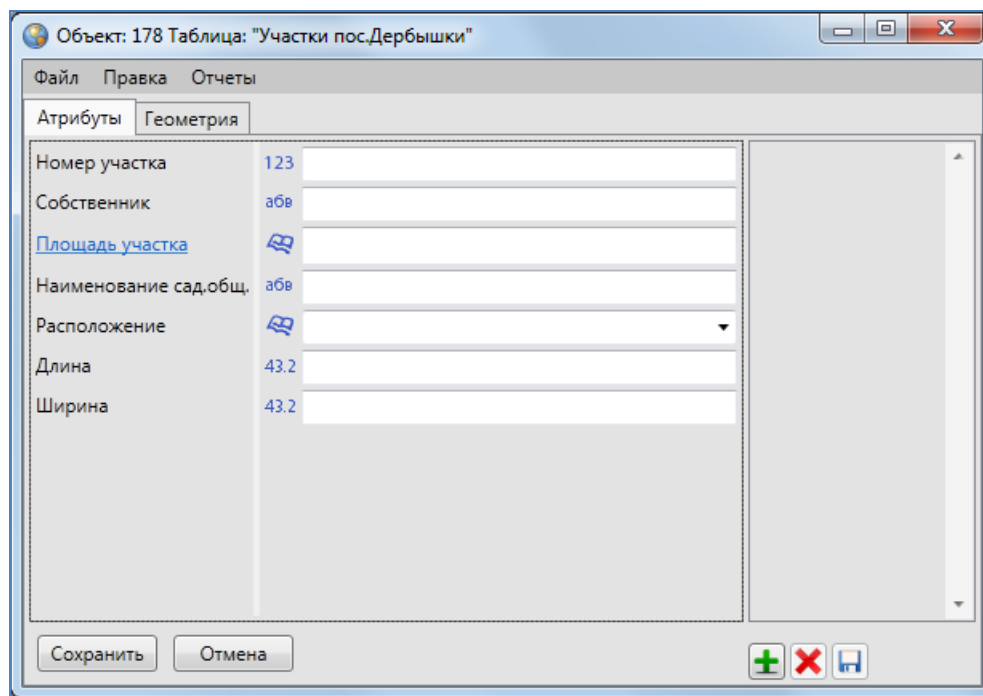 Объект: 178 Таблица: "Участки пос.Дербышки"
Файл Правка Отчеты
Атрибуты Геометрия
Номер участка 123
Собственник абв
Площадь участка
Наименование сад.общ. абв
Расположение
Длина 43.2
Ширина 43.2
Сохранить Отмена